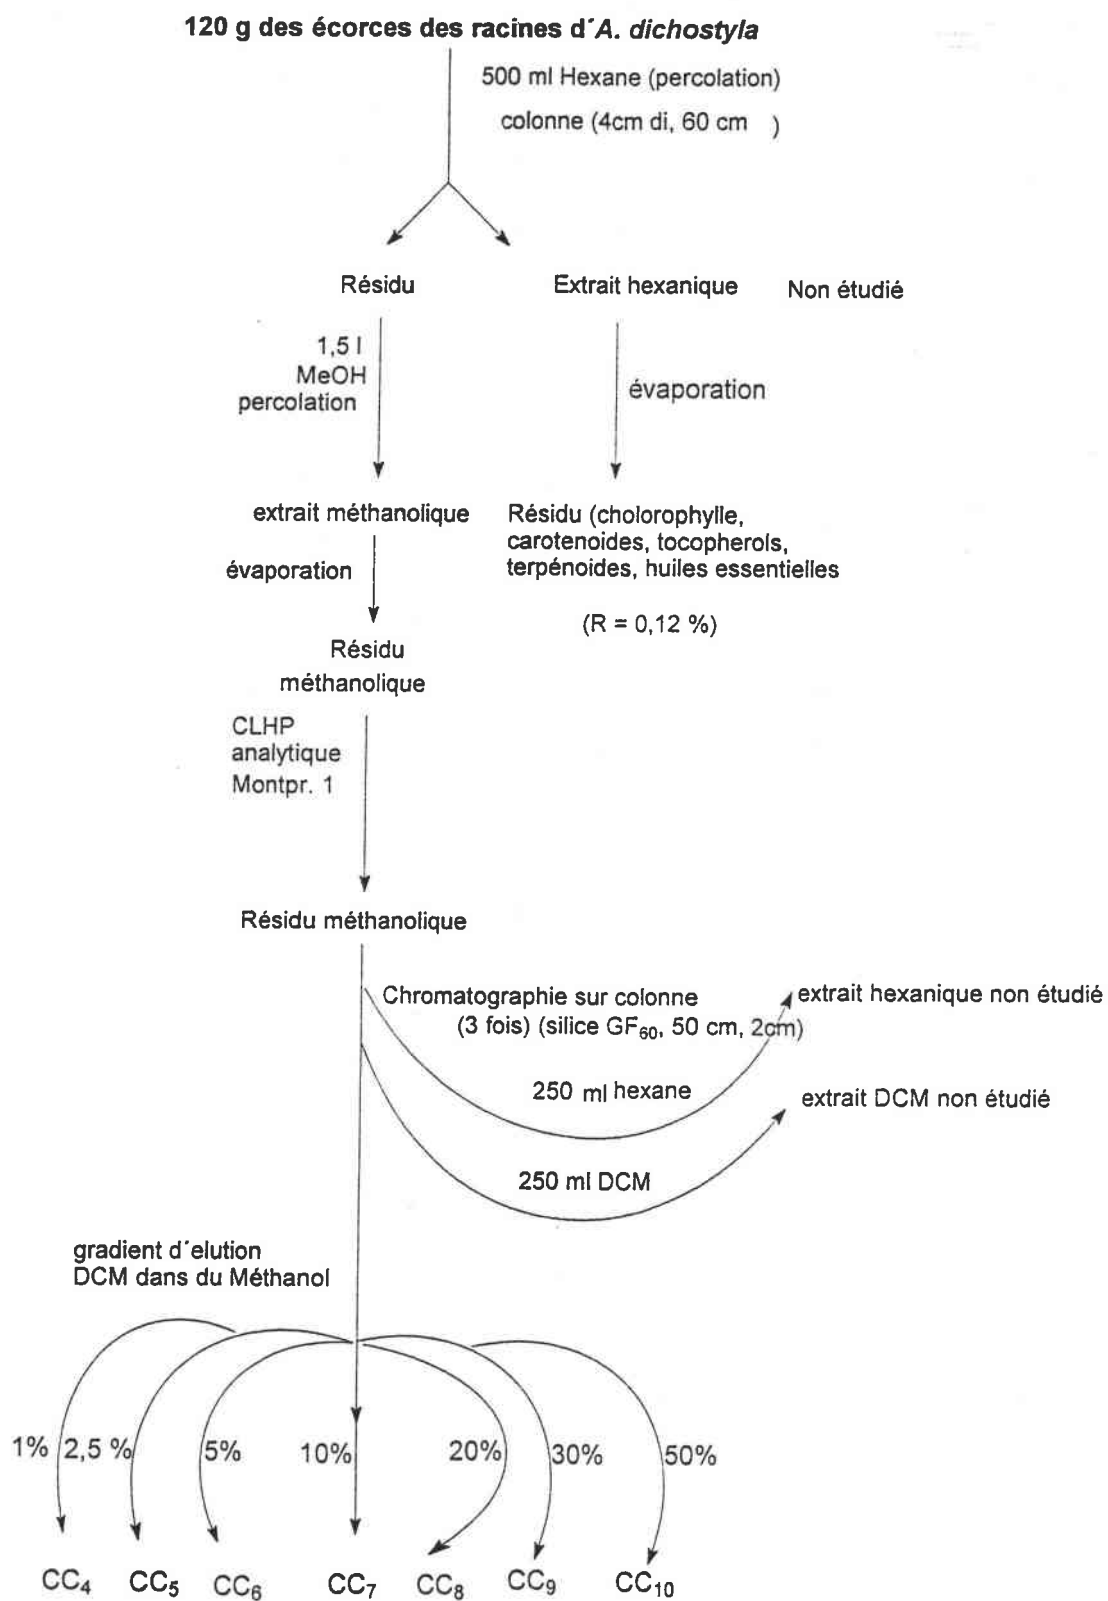 120 g des écorces des racines d´A. dichostyla
500 ml Hexane (percolation)
colonne (4cm di, 60 cm )
Résidu
Extrait hexanique
Non étudié
1,5 l
MeOH
percolation
évaporation
extrait méthanolique
Résidu (cholorophylle,
carotenoides, tocopherols,
terpénoides, huiles essentielles
(R = 0,12 %)
évaporation
Résidu
méthanolique
CLHP
analytique
Montpr. 1
Résidu méthanolique
Chromatographie sur colonne
(3 fois) (silice GF60, 50 cm, 2cm)
extrait hexanique non étudié
250 ml hexane
extrait DCM non étudié
250 ml DCM
gradient d´elution
DCM dans du Méthanol
1% 2,5 % 5% 10% 20% 30% 50%
CC4 CC5 CC6 CC7 CC8 CC9 CC10